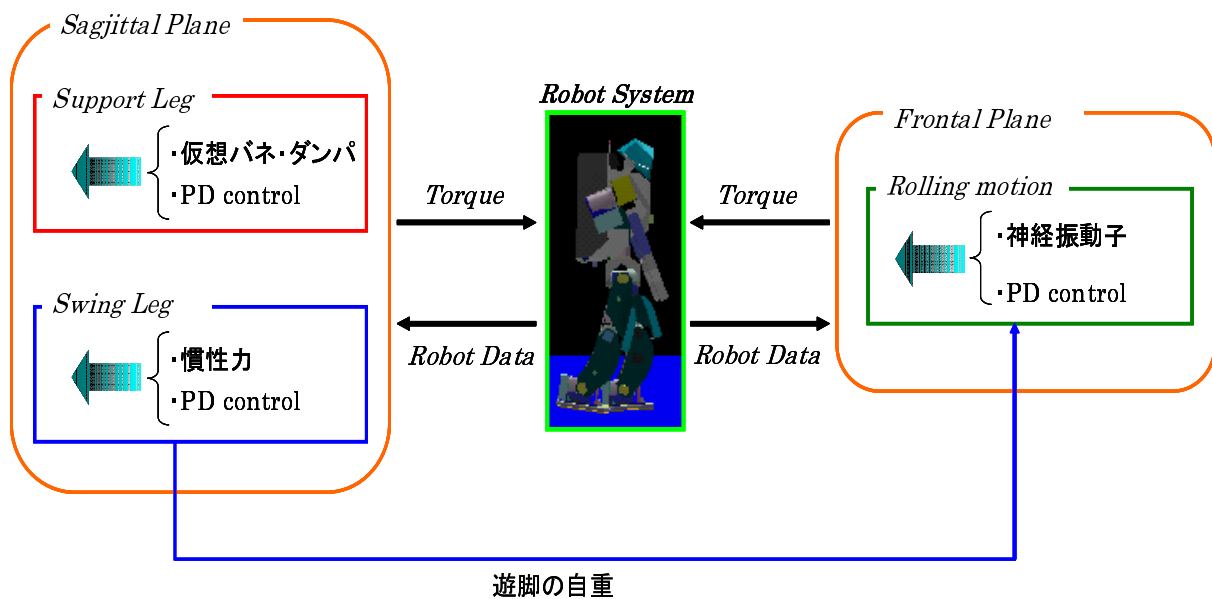 Sagjittal Plane
Support Leg
・仮想バネ・ダンパ
・PD control
Swing Leg
・慣性力
・PD control
Torque
Robot Data
Robot System
Torque
Robot Data
Frontal Plane
Rolling motion
・神経振動子
・PD control
遊脚の自重